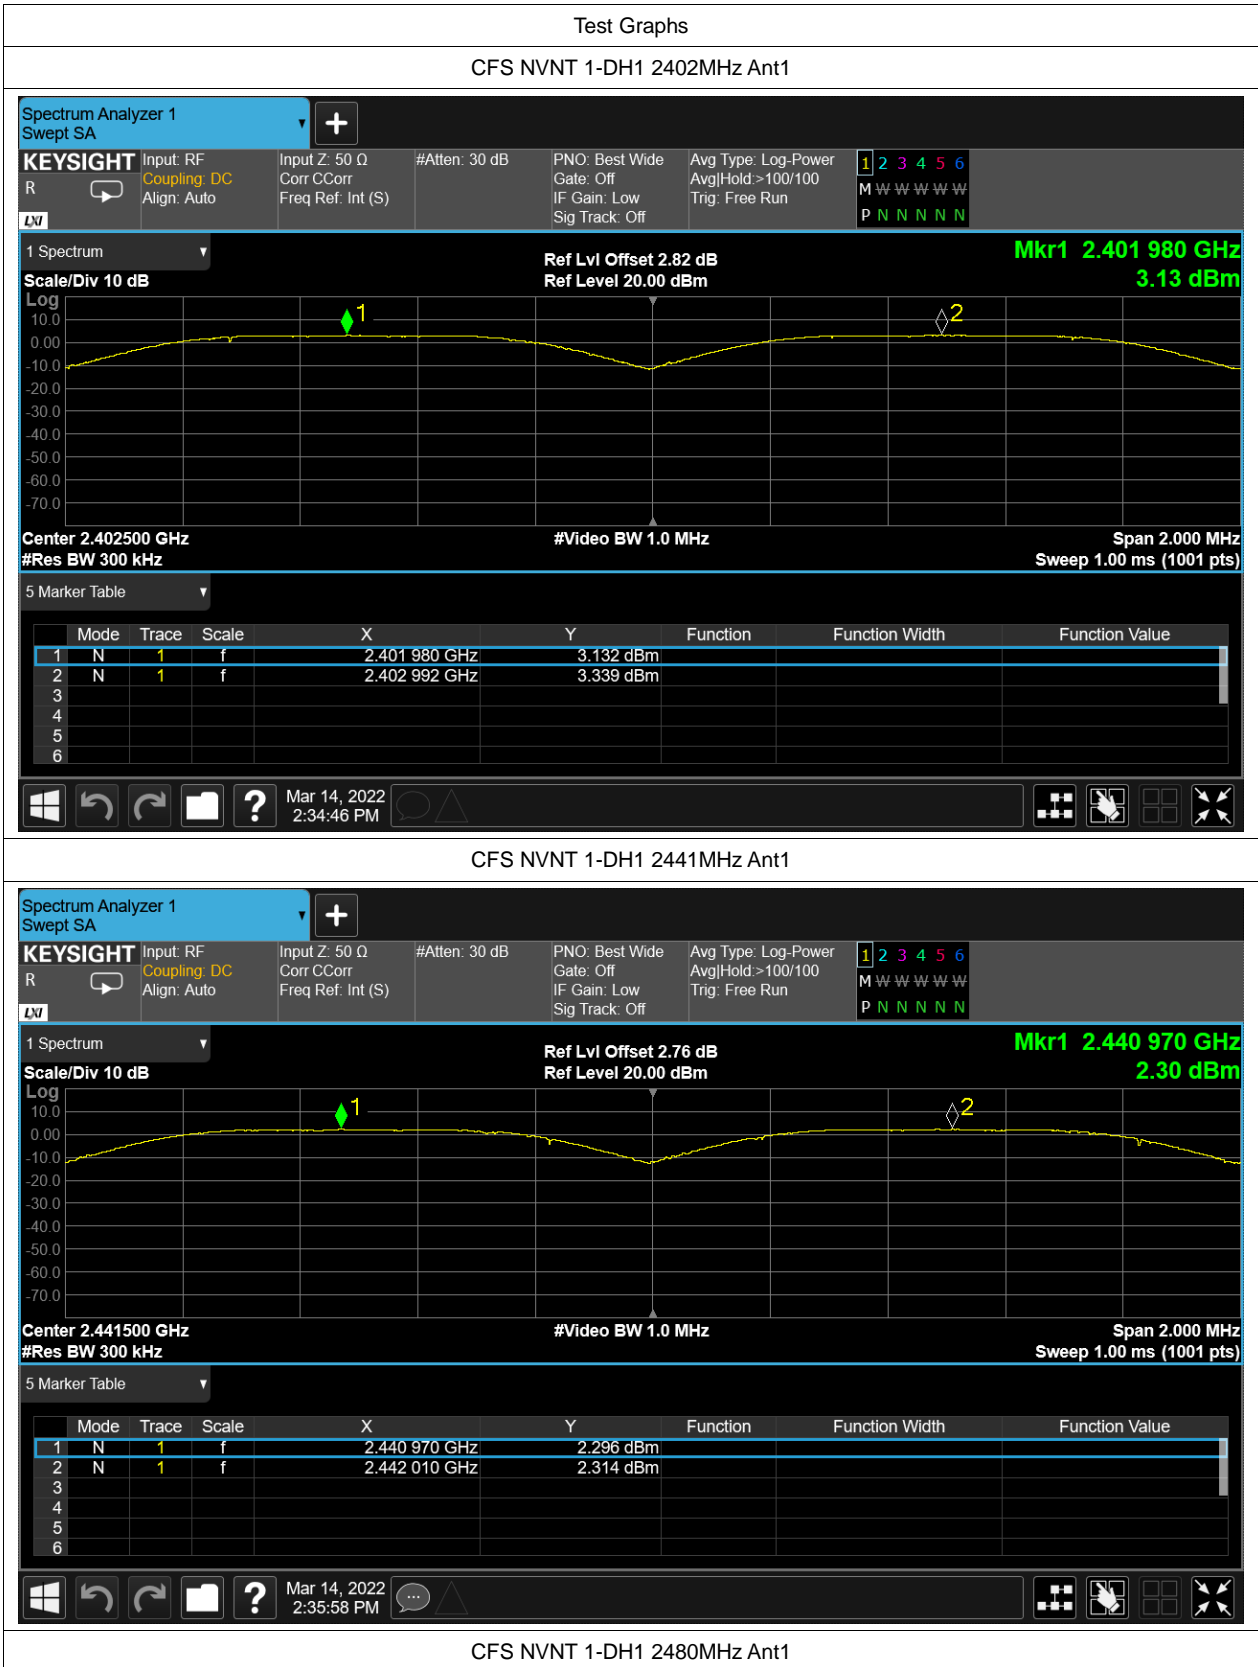 Test Graphs
CFS NVNT 1-DH1 2402MHz Ant1
Spectrum Analyzer 1
Swept SA
KEYSIGHT Input: RF Input Z: 50 Ω #Atten: 30 dB PNO: Best Wide Avg Type: Log-Power 1 2 3 4 5 6
R Coupling: DC Corr CCorr Gate: Off Avg|Hold:>100/100 M W W W W W
Align: Auto Freq Ref: Int (S) IF Gain: Low Trig: Free Run
LXI Sig Track: Off P N N N N N
1 Spectrum Ref Lvl Offset 2.82 dB Mkr1 2.401 980 GHz
Scale/Div 10 dB Ref Level 20.00 dBm 3.13 dBm
Log
1 2
10.0
0.00
-10.0
-20.0
-30.0
-40.0
-50.0
-60.0
-70.0
Center 2.402500 GHz #Video BW 1.0 MHz Span 2.000 MHz
#Res BW 300 kHz Sweep 1.00 ms (1001 pts)
5 Marker Table
Mode Trace Scale X Y Function Function Width Function Value
1 N 1 f 2.401 980 GHz 3.132 dBm
2 N 1 f 2.402 992 GHz 3.339 dBm
3
4
5
6
? Mar 14, 2022
2:34:46 PM
CFS NVNT 1-DH1 2441MHz Ant1
Spectrum Analyzer 1
Swept SA
KEYSIGHT Input: RF Input Z: 50 Ω #Atten: 30 dB PNO: Best Wide Avg Type: Log-Power 1 2 3 4 5 6
R Coupling: DC Corr CCorr Gate: Off Avg|Hold:>100/100 M W W W W W
Align: Auto Freq Ref: Int (S) IF Gain: Low Trig: Free Run
LXI Sig Track: Off P N N N N N
1 Spectrum Ref Lvl Offset 2.76 dB Mkr1 2.440 970 GHz
Scale/Div 10 dB Ref Level 20.00 dBm 2.30 dBm
Log
1 2
10.0
0.00
-10.0
-20.0
-30.0
-40.0
-50.0
-60.0
-70.0
Center 2.441500 GHz #Video BW 1.0 MHz Span 2.000 MHz
#Res BW 300 kHz Sweep 1.00 ms (1001 pts)
5 Marker Table
Mode Trace Scale X Y Function Function Width Function Value
1 N 1 f 2.440 970 GHz 2.296 dBm
2 N 1 f 2.442 010 GHz 2.314 dBm
3
4
5
6
? Mar 14, 2022
2:35:58 PM
CFS NVNT 1-DH1 2480MHz Ant1